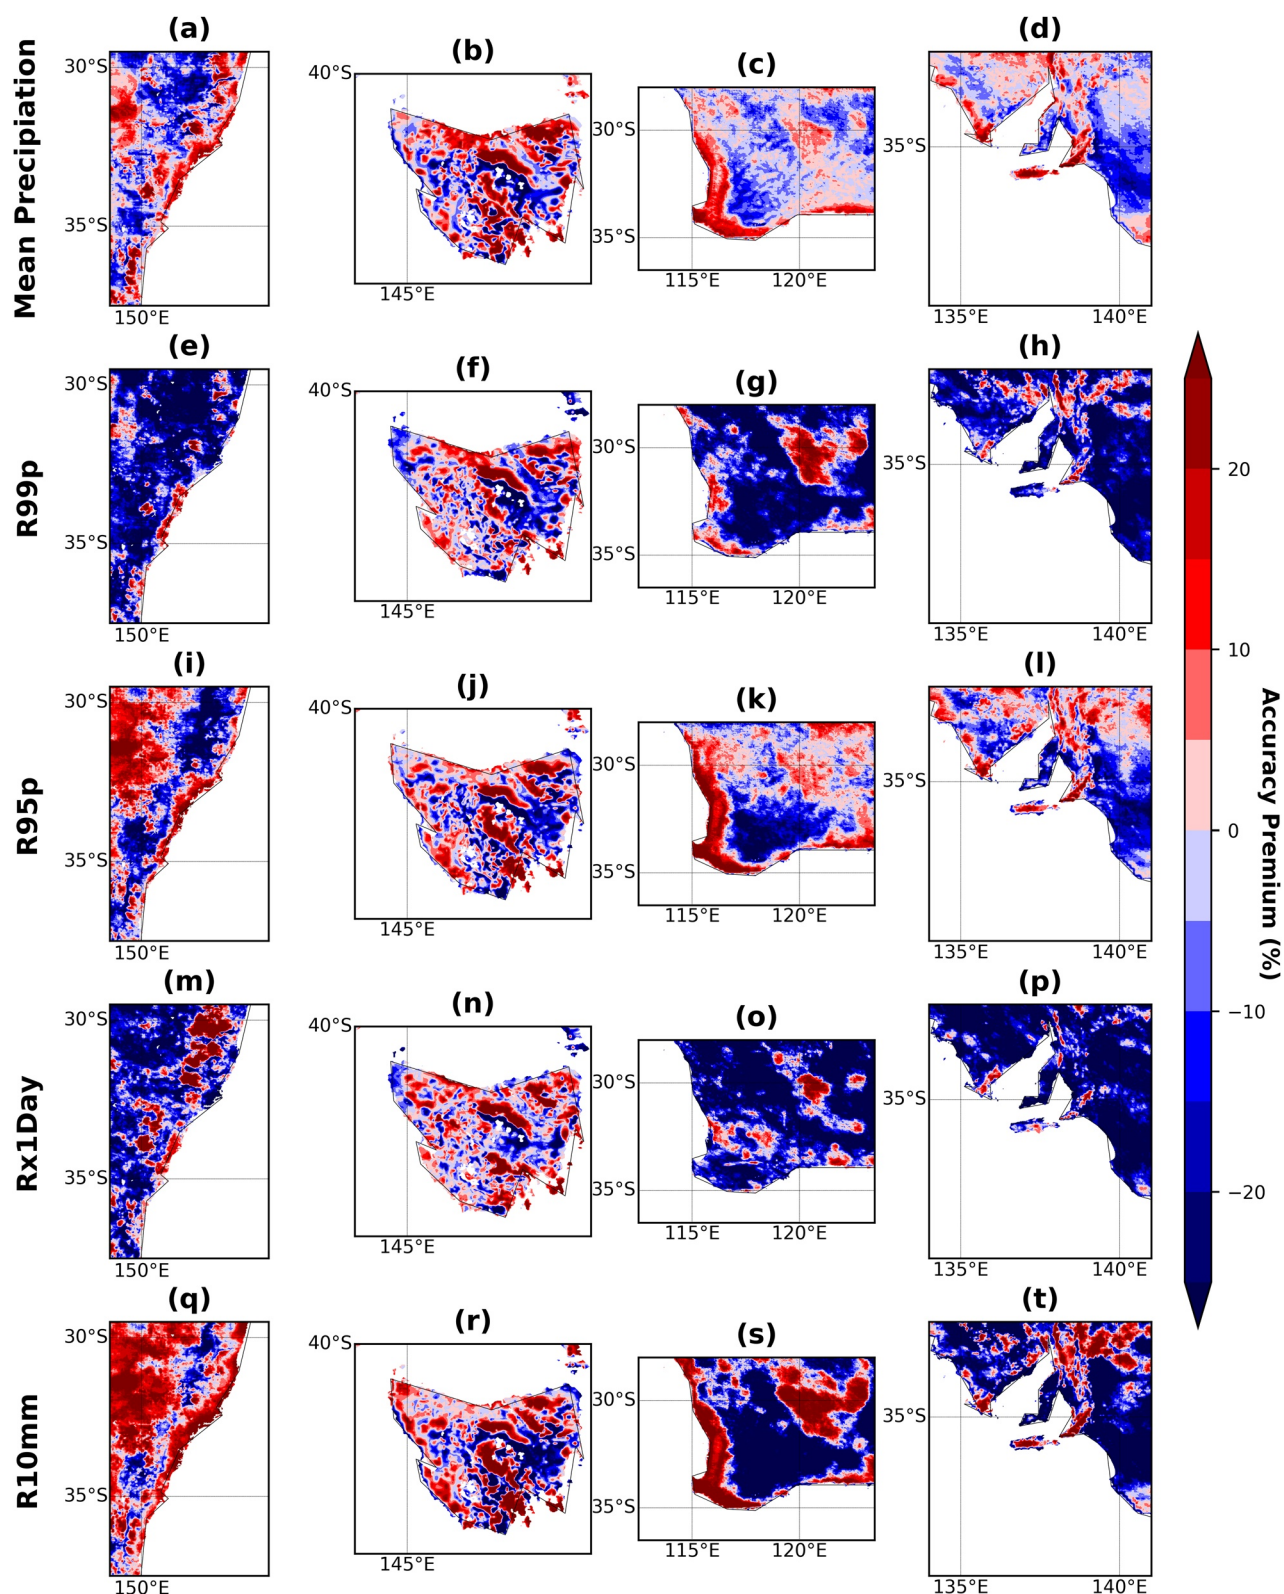 (a)
(b)
(c)
(d)
Mean Precipiation
30°S
35°S
150°E
40°S
145°E
30°S
35°S
115°E
120°E
35°S
135°E
140°E
(e)
(f)
(g)
(h)
R99p
30°S
35°S
150°E
145°E
30°S
35°S
115°E
120°E
35°S
135°E
140°E
(i)
(j)
(k)
(l)
R95p
30°S
35°S
150°E
40°S
145°E
30°S
35°S
115°E
120°E
35°S
135°E
140°E
(m)
(n)
(o)
(p)
Rx1Day
30°S
35°S
150°E
40°S
145°E
30°S
35°S
115°E
120°E
35°S
135°E
140°E
(q)
(r)
(s)
(t)
R10mm
30°S
35°S
150°E
40°S
145°E
30°S
35°S
115°E
120°E
35°S
135°E
140°E
20
10
0
−10
−20
Accuracy Premium (%)